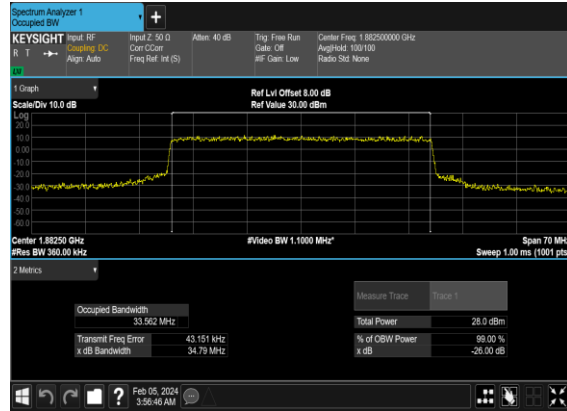 Spectrum Analyzer 1
Occupied BW
KEYSIGHT
R T
LW
Input: RF
Coupling: DC
Align: Auto
Input Z: 50 Ω
Corr CCorr
Freq Ref: Int (S)
Atten: 40 dB
Trig: Free Run
Gate: Off
#IF Gain: Low
Center Freq: 1.882500000 GHz
Avg|Hold: 100/100
Radio Std: None
1 Graph
Scale/Div 10.0 dB
Ref Lvl Offset 8.00 dB
Ref Value 30.00 dBm
Log
20.0
10.0
0.00
-10.0
-20.0
-30.0
-40.0
-50.0
-60.0
Center 1.88250 GHz
#Video BW 1.1000 MHz*
Span 70 MHz
#Res BW 360.00 kHz
Sweep 1.00 ms (1001 pts
2 Metrics
Measure Trace
Trace 1
Occupied Bandwidth
33.562 MHz
Total Power
28.0 dBm
Transmit Freq Error
43.151 kHz
% of OBW Power
99.00 %
x dB Bandwidth
34.79 MHz
x dB
-26.00 dB
?
Feb 05, 2024
3:56:46 AM